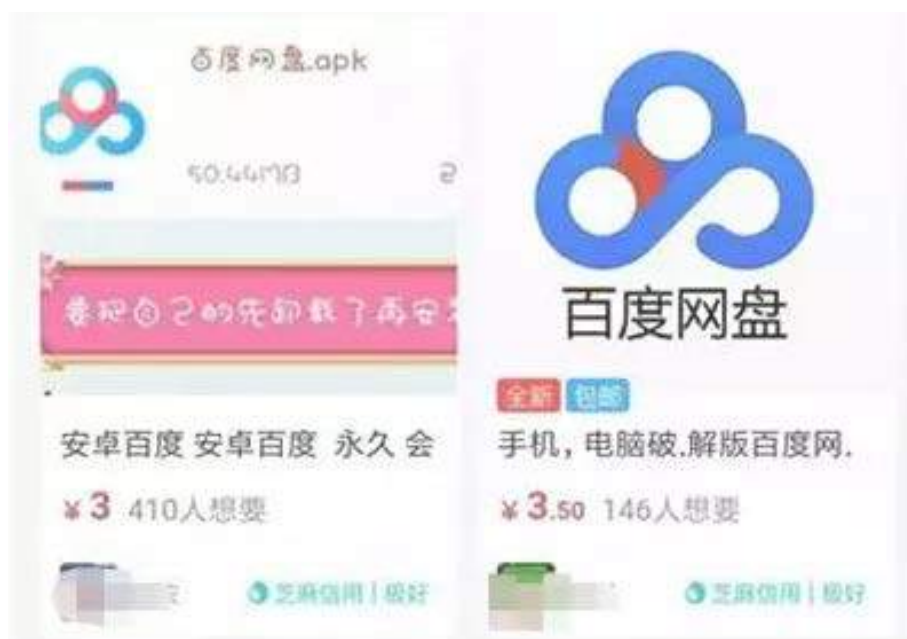 百度网盘.apk
50.44MB
2
要把自己的先卸载了再安
安卓百度 安卓百度 永久 会
¥3 410人想要
芝麻信用 | 极好
百度网盘
全新 包邮
手机，电脑破.解版百度网.
¥3.50 146人想要
芝麻信用 | 极好